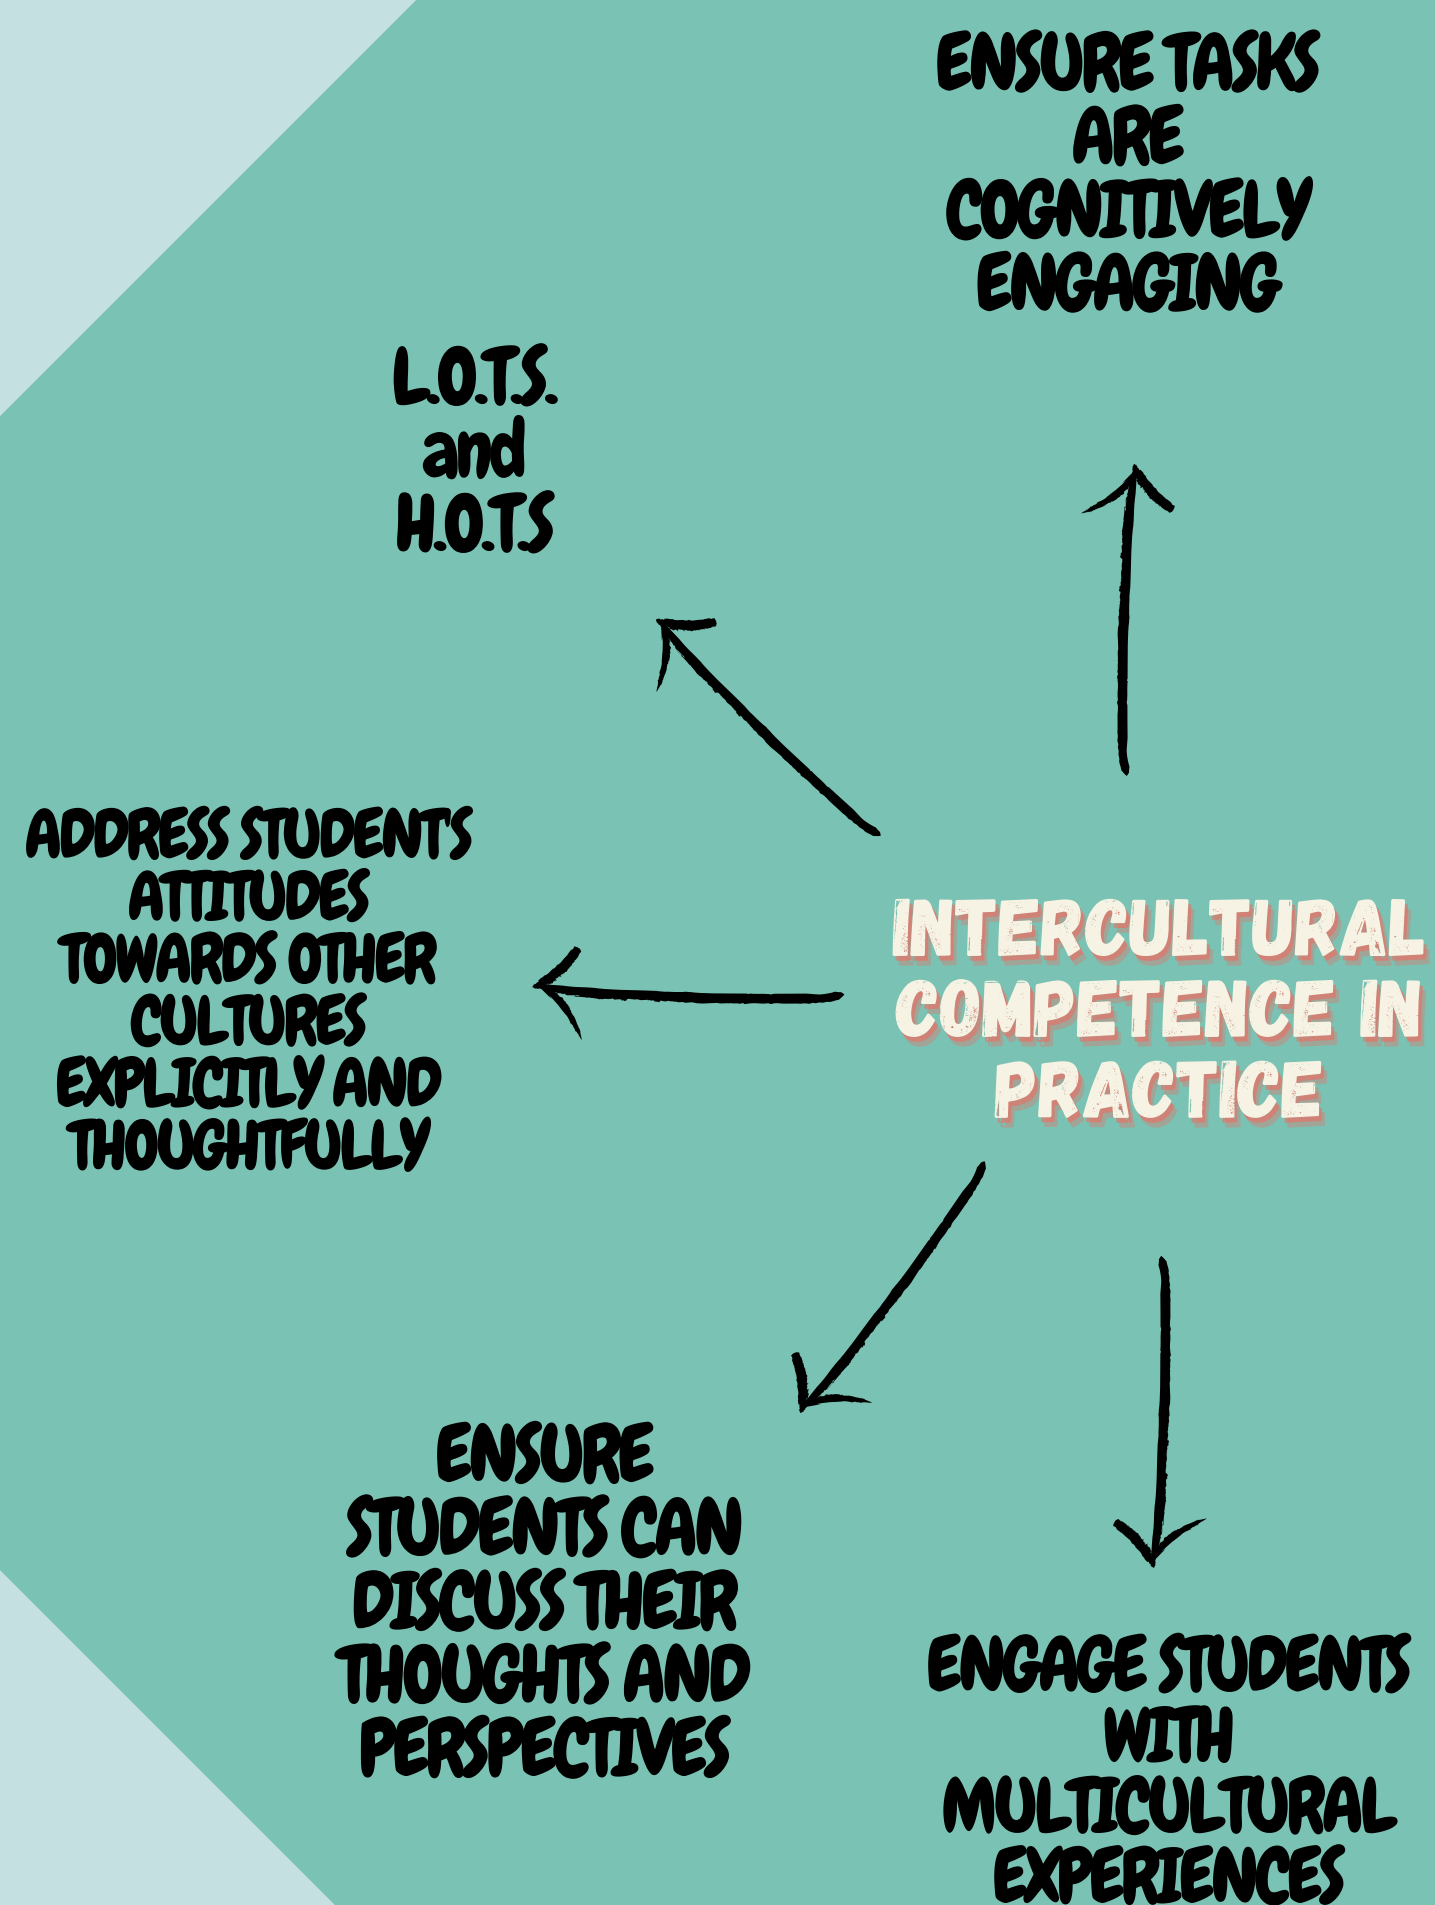 ENSURE TASKS
ARE
COGNITIVELY
ENGAGING
L.O.T.S.
and
H.O.T.S
ADDRESS STUDENT'S
ATTITUDES
TOWARDS OTHER
CULTURES
EXPLICITLY AND
THOUGHTFULLY
INTERCULTURAL
COMPETENCE IN
PRACTICE
ENSURE
STUDENTS CAN
DISCUSS THEIR
THOUGHTS AND
PERSPECTIVES
ENGAGE STUDENTS
WITH
MULTICULTURAL
EXPERIENCES